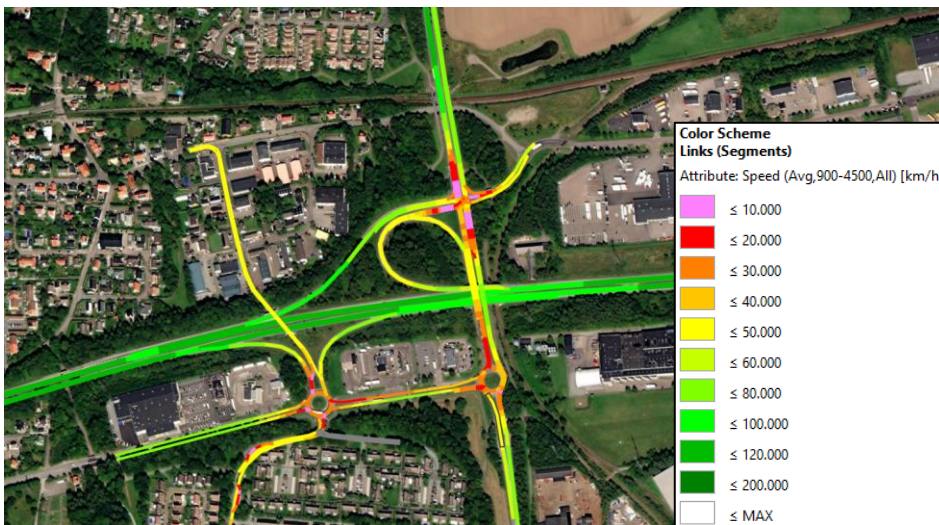 Color Scheme
Links (Segments)
Attribute: Speed (Avg,900-4500,All) [km/h
≤ 10.000
≤ 20.000
≤ 30.000
≤ 40.000
≤ 50.000
≤ 60.000
≤ 80.000
≤ 100.000
≤ 120.000
≤ 200.000
≤ MAX